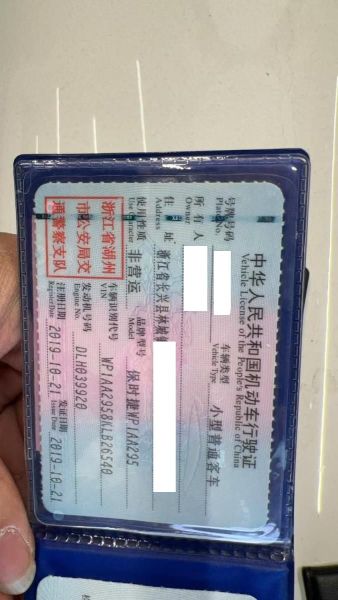 中华人民共和国机动车行驶证
Vehicle License of the People's Republic of China
号牌号码
Plate No.
车辆类型 小型普通客车
Vehicle Type
所有人
Owner
住址 浙江省长兴县林城
Address
使用性质 非营运
Use Character
品牌型号 保时捷WP1AA295
Model
浙江省湖州
市公安局交
通警察支队
车辆识别代号 WP1AA2958KLB26540
VIN
发动机号码 DLH039920
Engine No.
注册日期 2019-10-21
Register Date
发证日期 2019-10-21
Issue Date